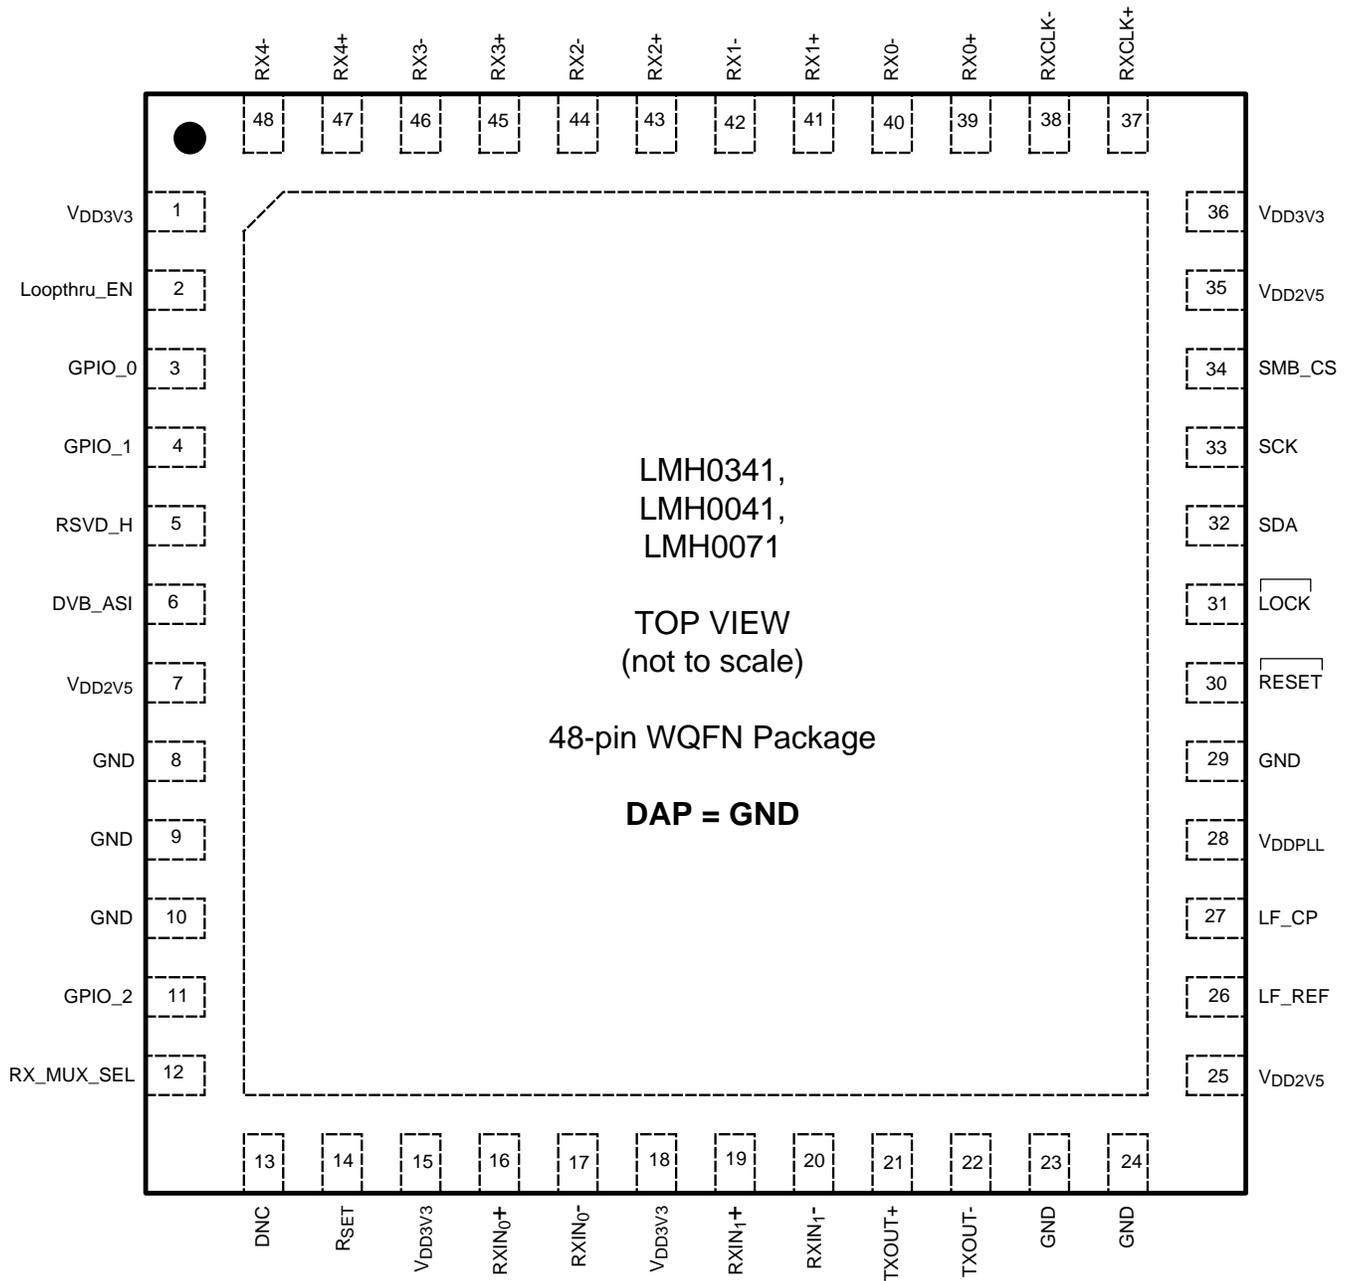 RX4-
RX4+
RX3-
RX3+
RX2-
RX2+
RX1-
RX1+
RX0-
RX0+
RXCLK-
RXCLK+
48
47
46
45
44
43
42
41
40
39
38
37
VDD3V3
1
Loopthru_EN
2
GPIO_0
3
GPIO_1
4
RSVD_H
5
DVB_ASI
6
VDD2V5
7
GND
8
GND
9
GND
10
GPIO_2
11
RX_MUX_SEL
12
LMH0341,
LMH0041,
LMH0071
TOP VIEW
(not to scale)
48-pin WQFN Package
DAP = GND
36
VDD3V3
35
VDD2V5
34
SMB_CS
33
SCK
32
SDA
31
LOCK
30
RESET
29
GND
28
VDDPLL
27
LF_CP
26
LF_REF
25
VDD2V5
13
14
15
16
17
18
19
20
21
22
23
24
DNC
RSET
VDD3V3
RXIN0+
RXIN0-
VDD3V3
RXIN1+
RXIN1-
TXOUT+
TXOUT-
GND
GND